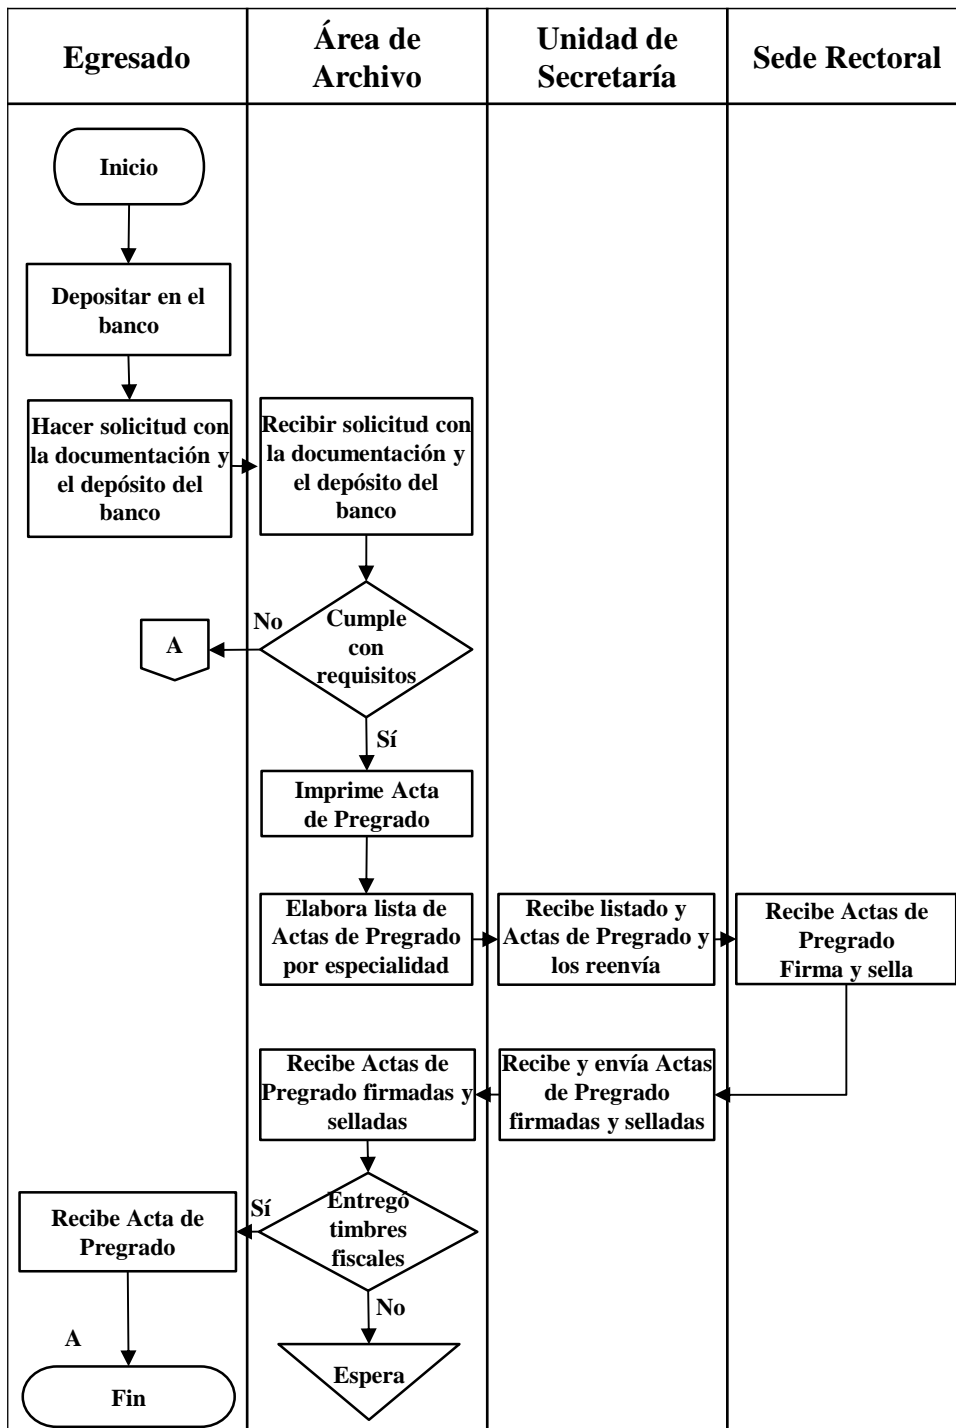 Egresado
Área de
Archivo
Unidad de
Secretaría
Sede Rectoral
Inicio
Depositar en el
banco
Hacer solicitud con
la documentación y
el depósito del
banco
Recibir solicitud con
la documentación y
el depósito del
banco
Cumple
con
requisitos
No
A
Sí
Imprime Acta
de Pregrado
Elabora lista de
Actas de Pregrado
por especialidad
Recibe listado y
Actas de Pregrado y
los reenvía
Recibe Actas de
Pregrado
Firma y sella
Recibe y envía Actas
de Pregrado
firmadas y selladas
Recibe Actas de
Pregrado firmadas y
selladas
Entregó
timbres
fiscales
Sí
Recibe Acta de
Pregrado
No
Espera
A
Fin